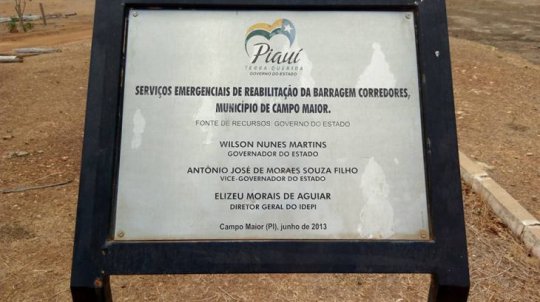 Piauí
TERRA QUERIDA
GOVERNO DO ESTADO
SERVIÇOS EMERGENCIAIS DE REABILITAÇÃO DA BARRAGEM CORREDORES,
MUNICÍPIO DE CAMPO MAIOR.
FONTE DE RECURSOS: GOVERNO DO ESTADO
WILSON NUNES MARTINS
GOVERNADOR DO ESTADO
ANTÔNIO JOSÉ DE MORAES SOUZA FILHO
VICE-GOVERNADOR DO ESTADO
ELIZEU MORAIS DE AGUIAR
DIRETOR GERAL DO IDEPI
Campo Maior (PI), junho de 2013